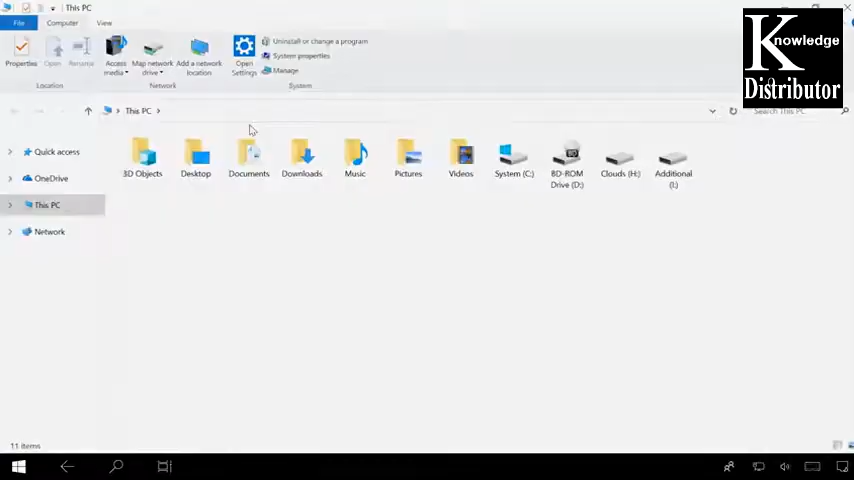 This PC
File
Computer
View
Properties
Open
Rename
Access
media
Map network
drive
Add a network
location
Open
Settings
Uninstall or change a program
System properties
Manage
Location
Network
System
This PC
Search This PC
Quick access
OneDrive
This PC
Network
3D Objects
Desktop
Documents
Downloads
Music
Pictures
Videos
System (C:)
BD-ROM
Drive (D:)
Clouds (H:)
Additional
(I:)
11 items
Knowledge
Distributor